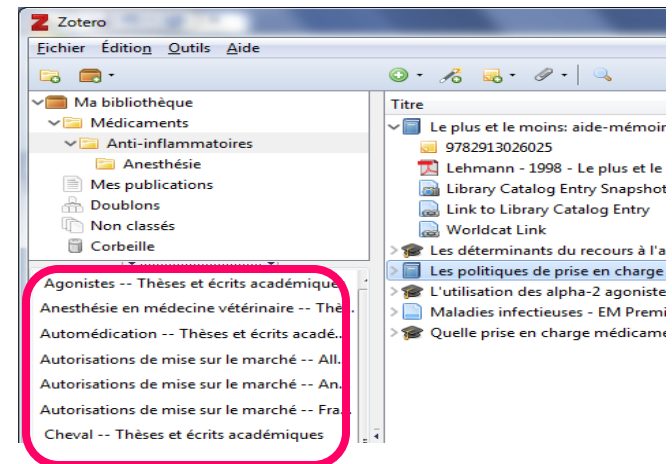 Zotero
Fichier Édition Outils Aide
Ma bibliothèque
Médicaments
Anti-inflammatoires
Anesthésie
Mes publications
Doublons
Non classés
Corbeille
Agonistes -- Thèses et écrits académique
Anesthésie en médecine vétérinaire -- Thè...
Automédication -- Thèses et écrits acadé...
Autorisations de mise sur le marché -- All...
Autorisations de mise sur le marché -- An...
Autorisations de mise sur le marché -- Fra...
Cheval -- Thèses et écrits académiques
Titre
Le plus et le moins: aide-mémoir
9782913026025
Lehmann - 1998 - Le plus et le
Library Catalog Entry Snapshot
Link to Library Catalog Entry
Worldcat Link
Les déterminants du recours à l'a
Les politiques de prise en charge
L'utilisation des alpha-2 agoniste
Maladies infectieuses - EM Premi
Quelle prise en charge médicame